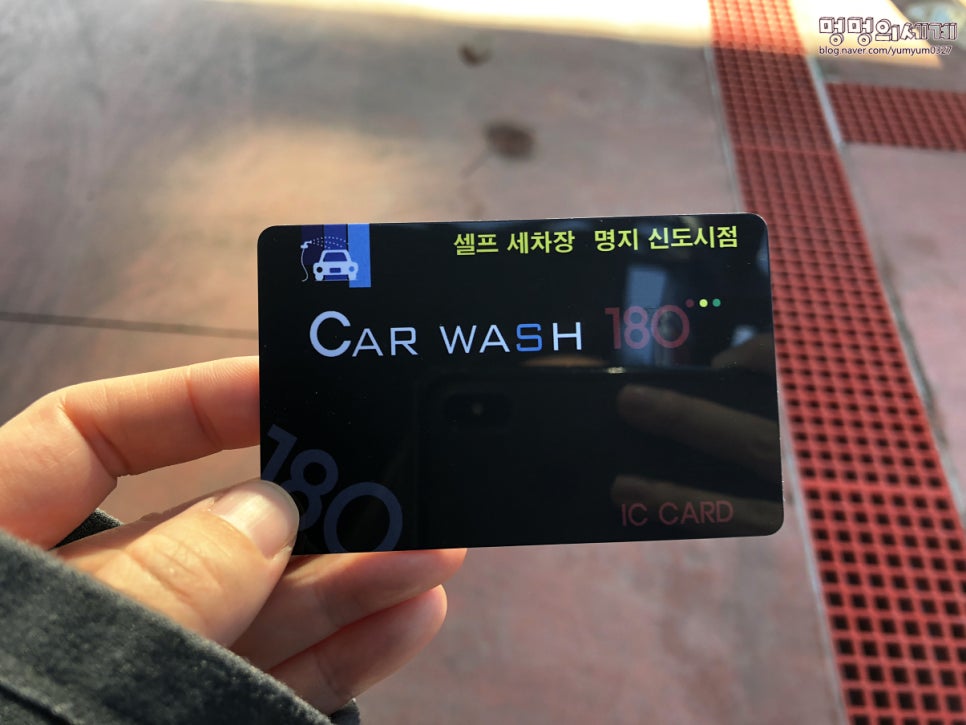 멍멍의세계
blog.naver.com/yumyum0327
셀프 세차장 명지 신도시점
CAR WASH 180
180
IC CARD